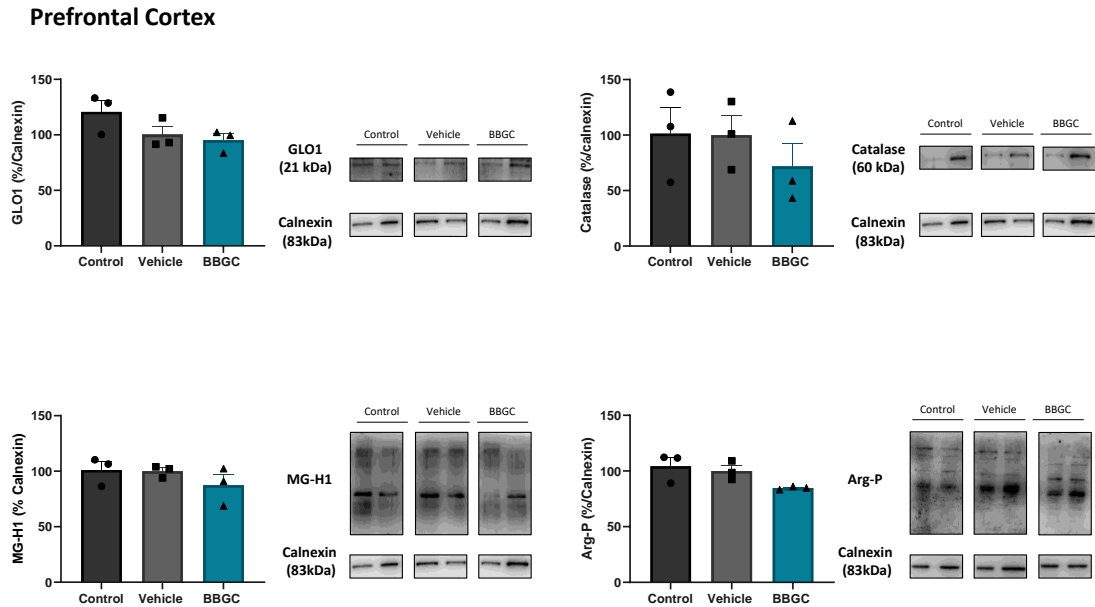 Prefrontal Cortex
GLO1 (%/Calnexin)
150
100
50
0
Control Vehicle BBGC
Control Vehicle BBGC
GLO1
(21 kDa)
Calnexin
(83kDa)
Catalase (%/Calnexin)
150
100
50
0
Control Vehicle BBGC
Control Vehicle BBGC
Catalase
(60 kDa)
Calnexin
(83kDa)
MG-H1 (% Calnexin)
150
100
50
0
Control Vehicle BBGC
Control Vehicle BBGC
MG-H1
Calnexin
(83kDa)
Arg-P (%/Calnexin)
150
100
50
0
Control Vehicle BBGC
Control Vehicle BBGC
Arg-P
Calnexin
(83kDa)